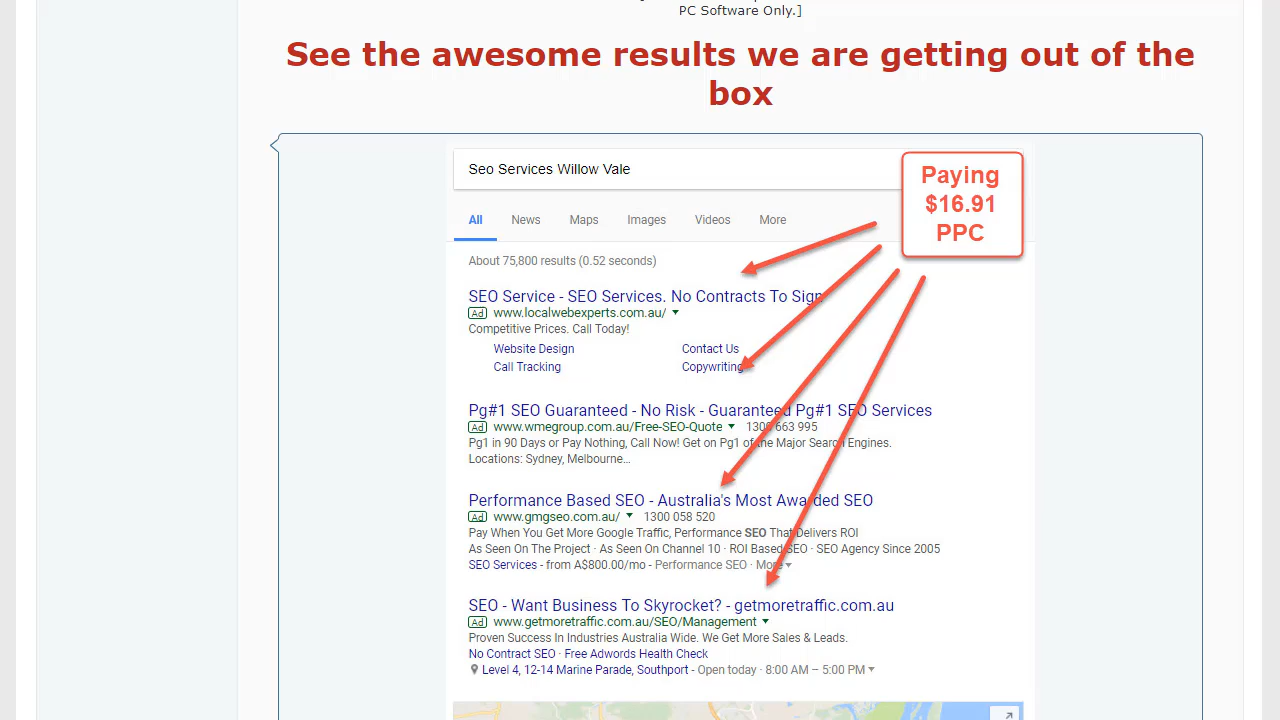 PC Software Only.]
See the awesome results we are getting out of the
box
Seo Services Willow Vale
Paying
$16.91
PPC
All News Maps Images Videos More
About 75,800 results (0.52 seconds)
SEO Service - SEO Services. No Contracts To Sign
Ad www.localwebexperts.com.au/
Competitive Prices. Call Today!
Website Design Contact Us
Call Tracking Copywriting
Pg#1 SEO Guaranteed - No Risk - Guaranteed Pg#1 SEO Services
Ad www.wmegroup.com.au/Free-SEO-Quote 1300 663 995
Pg1 in 90 Days or Pay Nothing, Call Now! Get on Pg1 of the Major Search Engines.
Locations: Sydney, Melbourne...
Performance Based SEO - Australia's Most Awarded SEO
Ad www.gmgseo.com.au/ 1300 058 520
Pay When You Get More Google Traffic, Performance SEO That Delivers ROI
As Seen On The Project · As Seen On Channel 10 · ROI Based SEO · SEO Agency Since 2005
SEO Services - from A$800.00/mo - Performance SEO · More
SEO - Want Business To Skyrocket? - getmoretraffic.com.au
Ad www.getmoretraffic.com.au/SEO/Management
Proven Success In Industries Australia Wide. We Get More Sales & Leads.
No Contract SEO · Free Adwords Health Check
Level 4, 12-14 Marine Parade, Southport - Open today · 8:00 AM – 5:00 PM